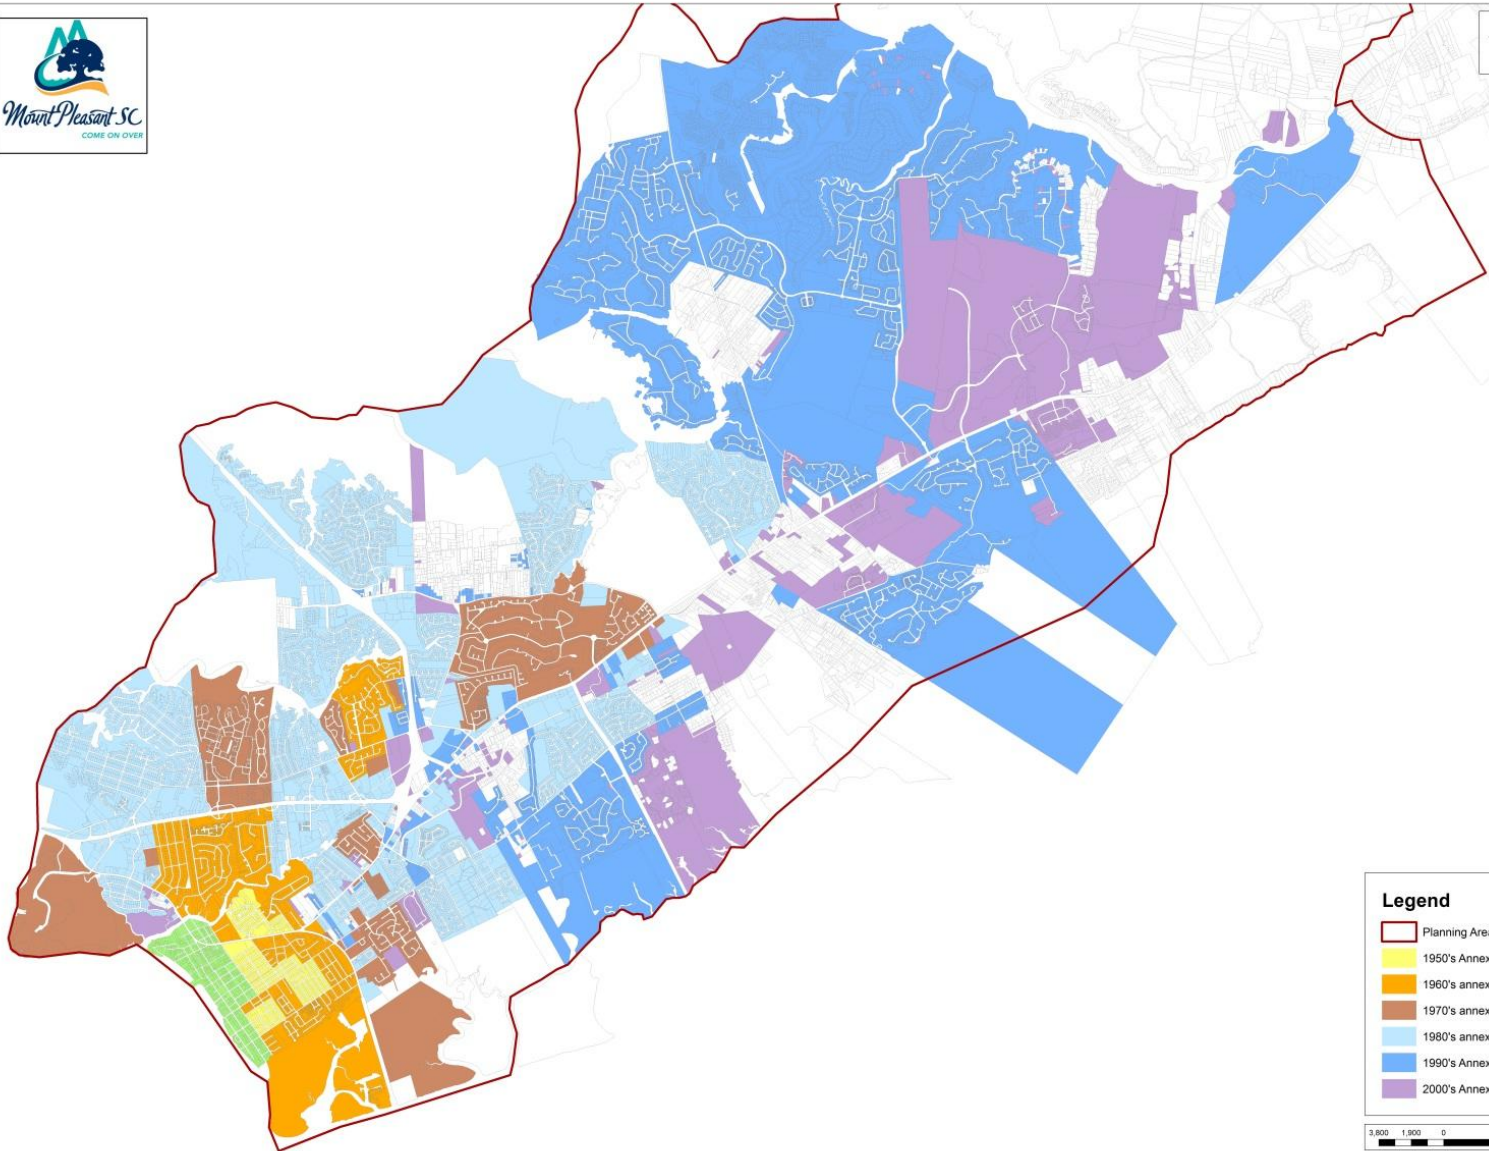 Mount Pleasant SC
COME ON OVER
Legend
Planning Are
1950's Annex
1960's annex
1970's annex
1980's annex
1990's Annex
2000's Annex
3,800 1,900 0